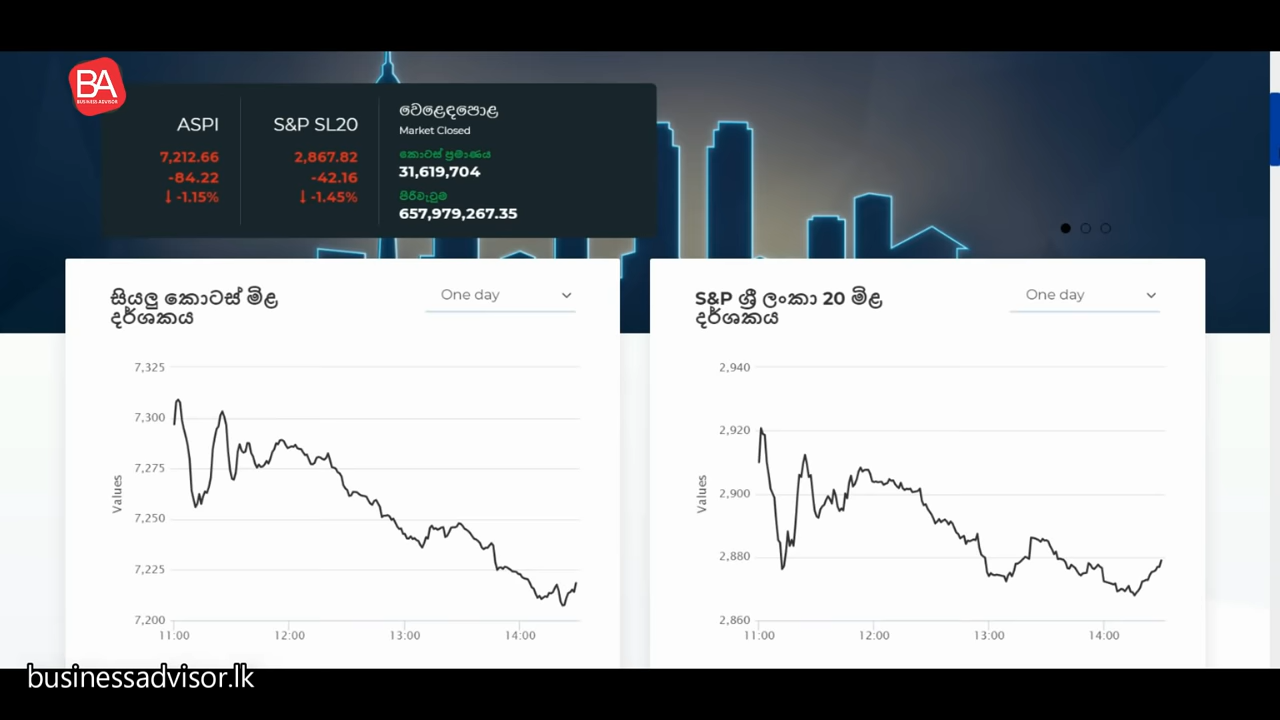 BA
BUSINESS ADVISOR
ASPI
7,212.66
-84.22
↓ -1.15%
S&P SL20
2,867.82
-42.16
↓ -1.45%
වෙළෙඳපොළ
Market Closed
කොටස් ප්‍රමාණය
31,619,704
පිරිවැටුම
657,979,267.35
සියලු කොටස් මිළ
දර්ශකය
One day
7,325
7,300
7,275
7,250
7,225
7,200
Values
11:00
12:00
13:00
14:00
S&P ශ්‍රී ලංකා 20 මිළ
දර්ශකය
One day
2,940
2,920
2,900
2,880
2,860
Values
11:00
12:00
13:00
14:00
businessadvisor.lk